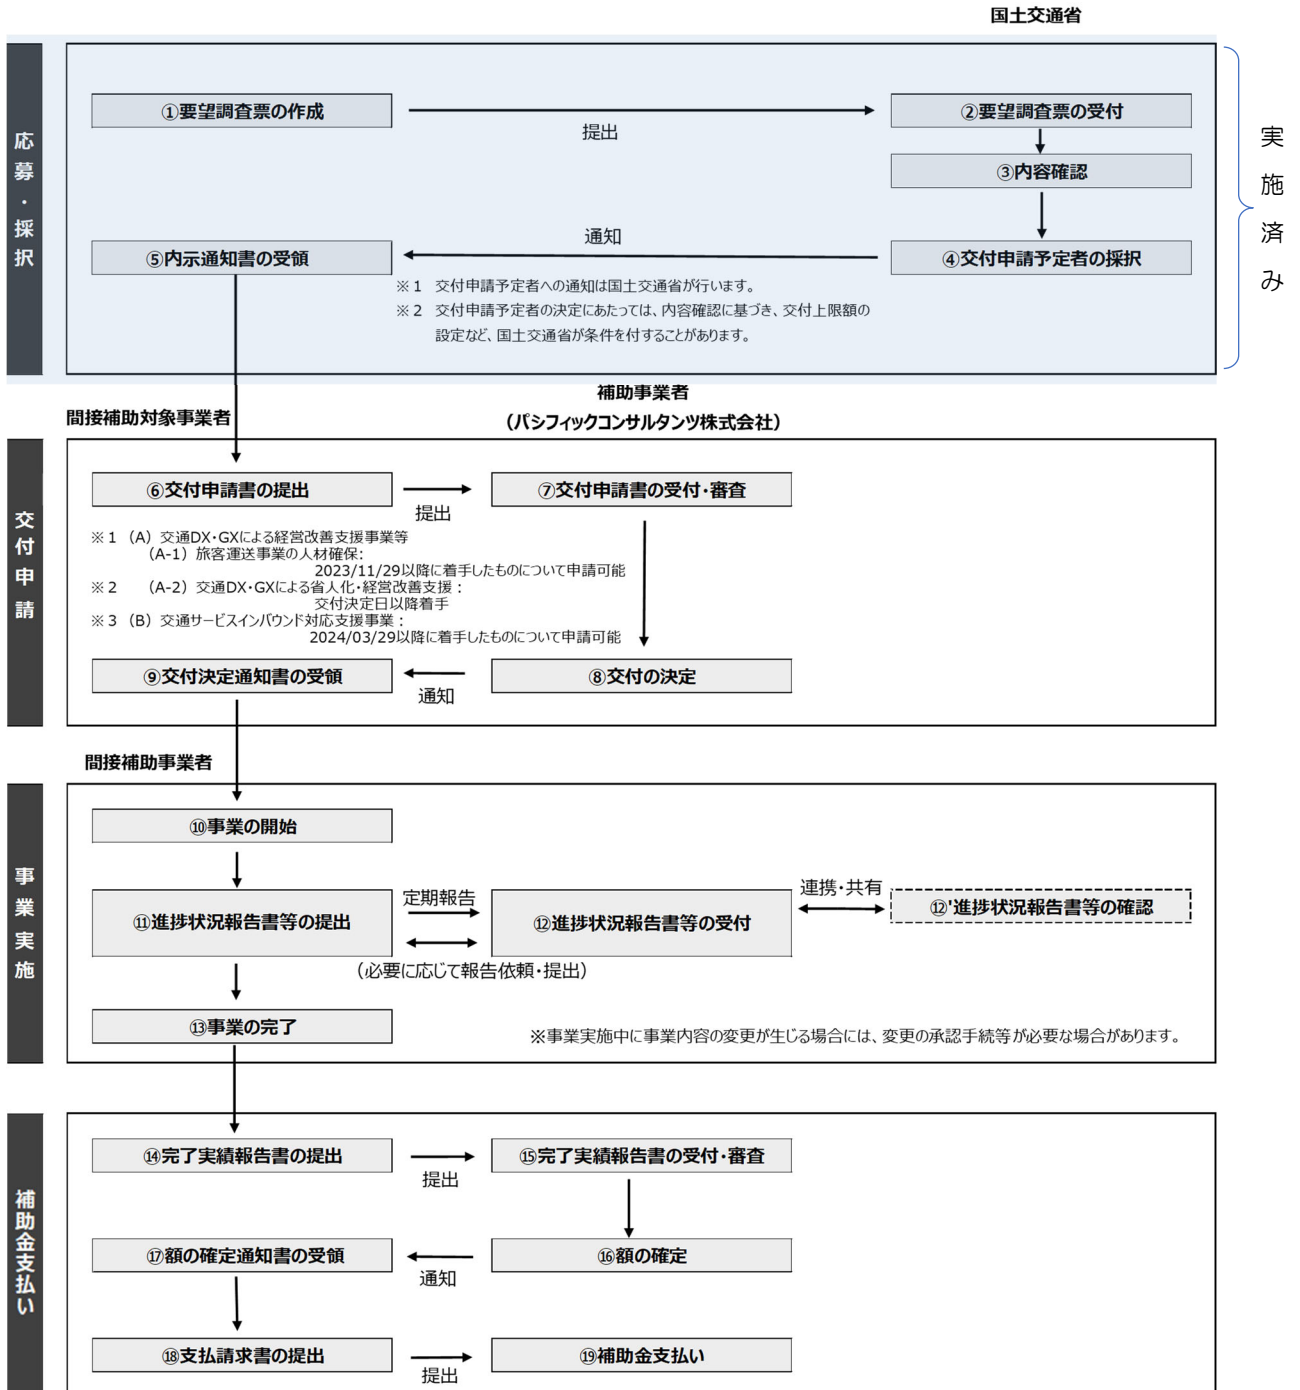 国土交通省
応募・採択
①要望調査票の作成
提出
②要望調査票の受付
③内容確認
通知
⑤内示通知書の受領
④交付申請予定者の採択
※１ 交付申請予定者への通知は国土交通省が行います。
※２ 交付申請予定者の決定にあたっては、内容確認に基づき、交付上限額の
設定など、国土交通省が条件を付することがあります。
実施済み
補助事業者
間接補助対象事業者
（パシフィックコンサルタンツ株式会社）
交付申請
⑥交付申請書の提出
提出
⑦交付申請書の受付・審査
※１（A）交通DX・GXによる経営改善支援事業等
（A-1）旅客運送事業の人材確保：
2023/11/29以降に着手したものについて申請可能
※２ （A-2）交通DX・GXによる省人化・経営改善支援：
交付決定日以降着手
※３（B）交通サービスインバウンド対応支援事業：
2024/03/29以降に着手したものについて申請可能
⑨交付決定通知書の受領
通知
⑧交付の決定
間接補助事業者
事業実施
⑩事業の開始
⑪進捗状況報告書等の提出
定期報告
（必要に応じて報告依頼・提出）
⑫進捗状況報告書等の受付
連携・共有
⑫'進捗状況報告書等の確認
⑬事業の完了
※事業実施中に事業内容の変更が生じる場合には、変更の承認手続等が必要な場合があります。
補助金支払い
⑭完了実績報告書の提出
提出
⑮完了実績報告書の受付・審査
⑰額の確定通知書の受領
通知
⑯額の確定
⑱支払請求書の提出
提出
⑲補助金支払い